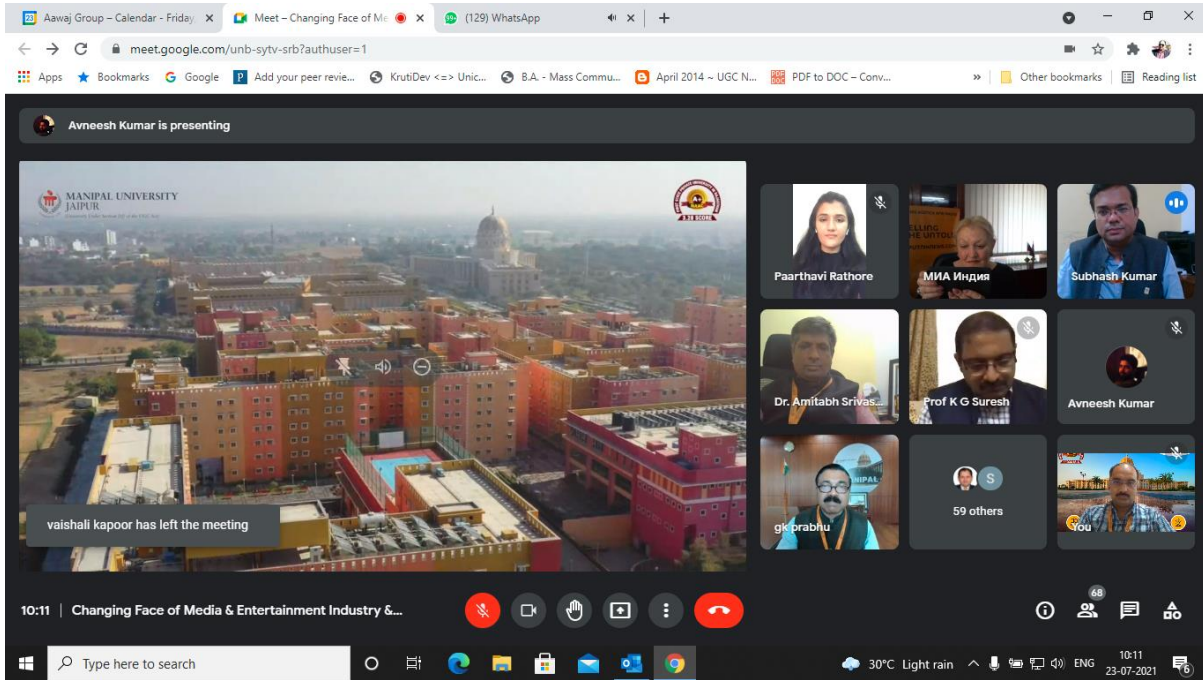 Aawaj Group – Calendar - Friday,
Meet – Changing Face of Me
(129) WhatsApp
meet.google.com/unb-sytv-srb?authuser=1
Apps
Bookmarks
Google
Add your peer revie...
KrutiDev <=> Unic...
B.A. - Mass Commu...
April 2014 ~ UGC N...
PDF to DOC – Conv...
»
Other bookmarks
Reading list
Avneesh Kumar is presenting
MANIPAL UNIVERSITY
JAIPUR
A+
3.28 SCORE
Paarthavi Rathore
МИА Индия
Subhash Kumar
Dr. Amitabh Srivas...
Prof K G Suresh
Avneesh Kumar
gk prabhu
S
59 others
You
vaishali kapoor has left the meeting
10:11 | Changing Face of Media & Entertainment Industry &...
68
Type here to search
30°C Light rain
ENG
10:11
23-07-2021
6